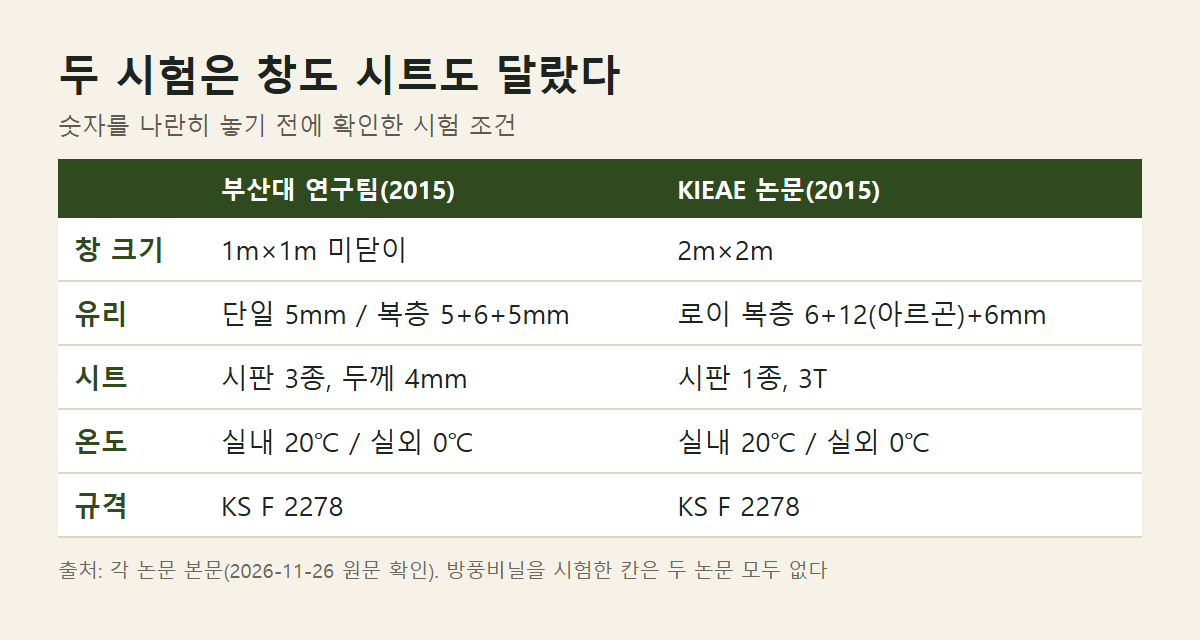 두 시험은 창도 시트도 달랐다
숫자를 나란히 놓기 전에 확인한 시험 조건
부산대 연구팀(2015) KIEAE 논문(2015)
창 크기 1m×1m 미닫이 2m×2m
유리 단일 5mm / 복층 5+6+5mm 로이 복층 6+12(아르곤)+6mm
시트 시판 3종, 두께 4mm 시판 1종, 3T
온도 실내 20℃ / 실외 0℃ 실내 20℃ / 실외 0℃
규격 KS F 2278 KS F 2278
출처: 각 논문 본문(2026-11-26 원문 확인). 방풍비닐을 시험한 칸은 두 논문 모두 없다